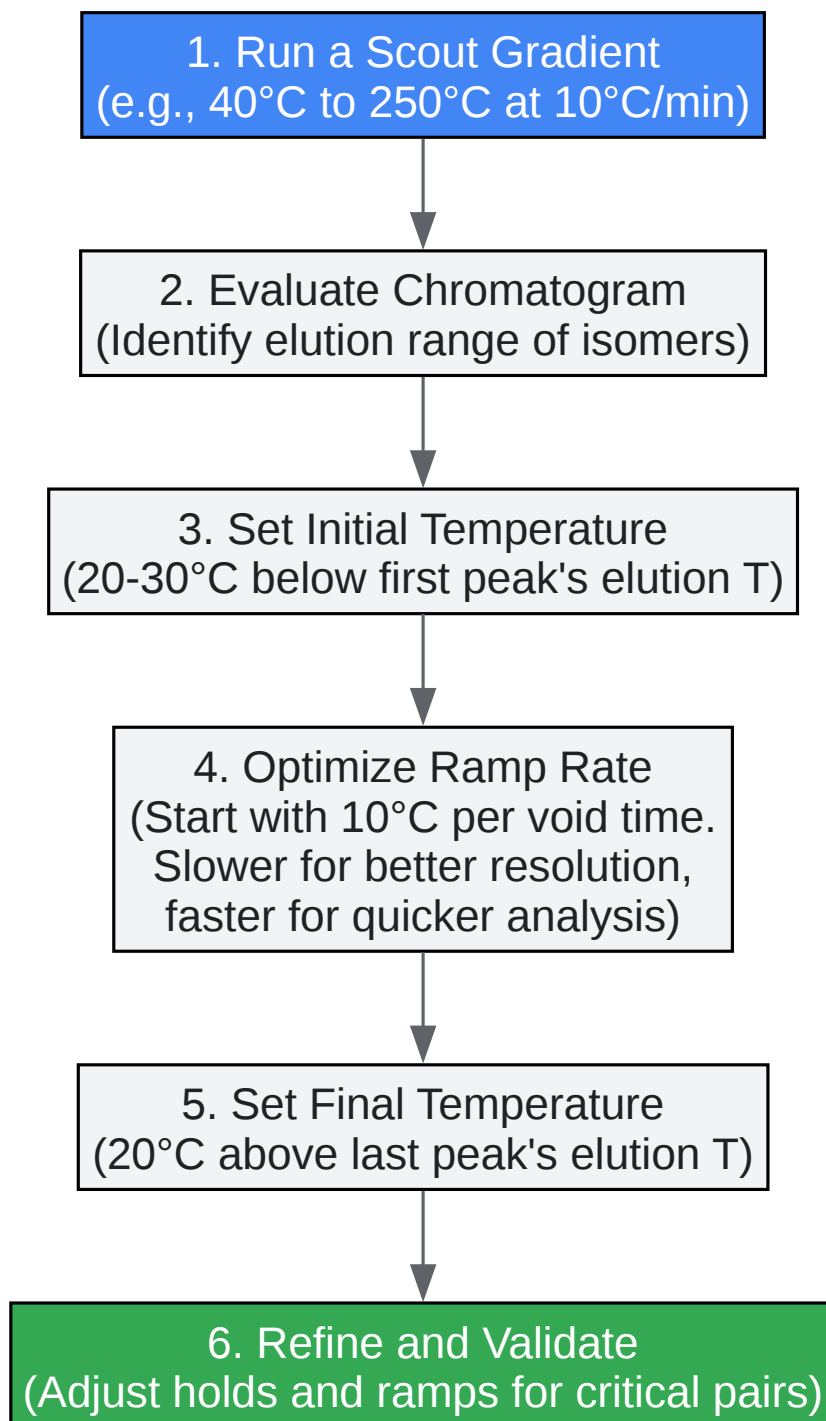 1. Run a Scout Gradient
(e.g., 40°C to 250°C at 10°C/min)
2. Evaluate Chromatogram
(Identify elution range of isomers)
3. Set Initial Temperature
(20-30°C below first peak's elution T)
4. Optimize Ramp Rate
(Start with 10°C per void time.
Slower for better resolution,
faster for quicker analysis)
5. Set Final Temperature
(20°C above last peak's elution T)
6. Refine and Validate
(Adjust holds and ramps for critical pairs)